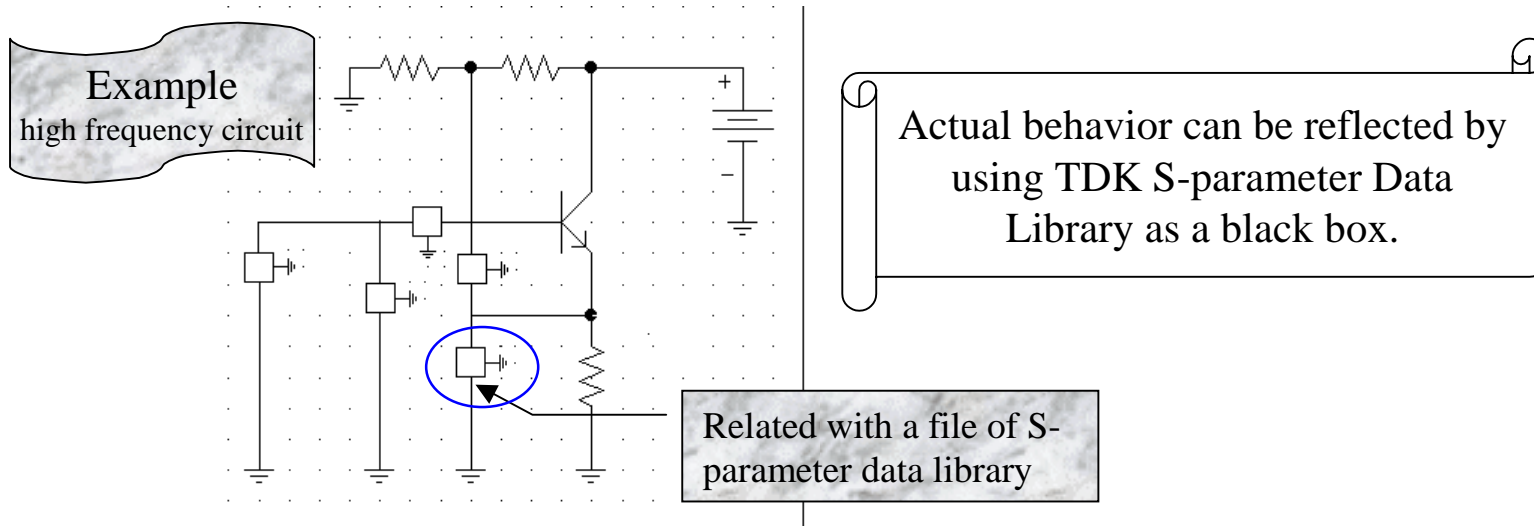 Example
high frequency circuit
+
−
Actual behavior can be reflected by
using TDK S-parameter Data
Library as a black box.
Related with a file of S-
parameter data library